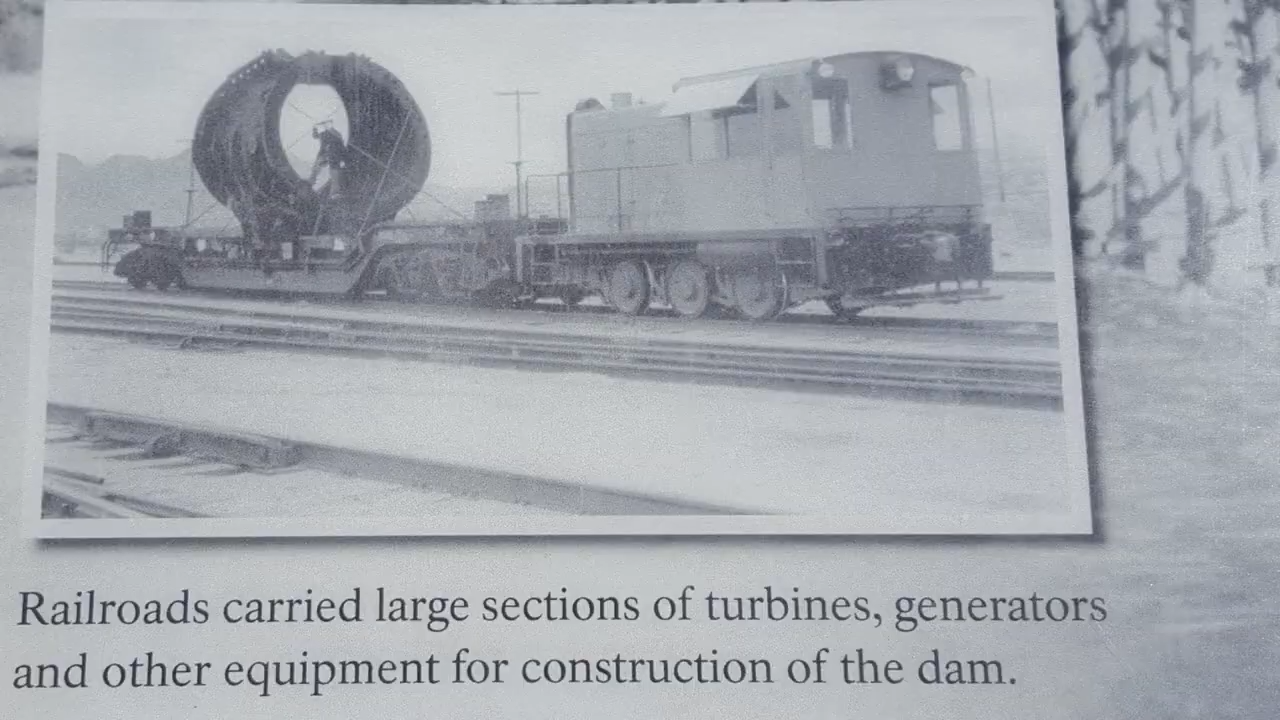 Railroads carried large sections of turbines, generators
and other equipment for construction of the dam.